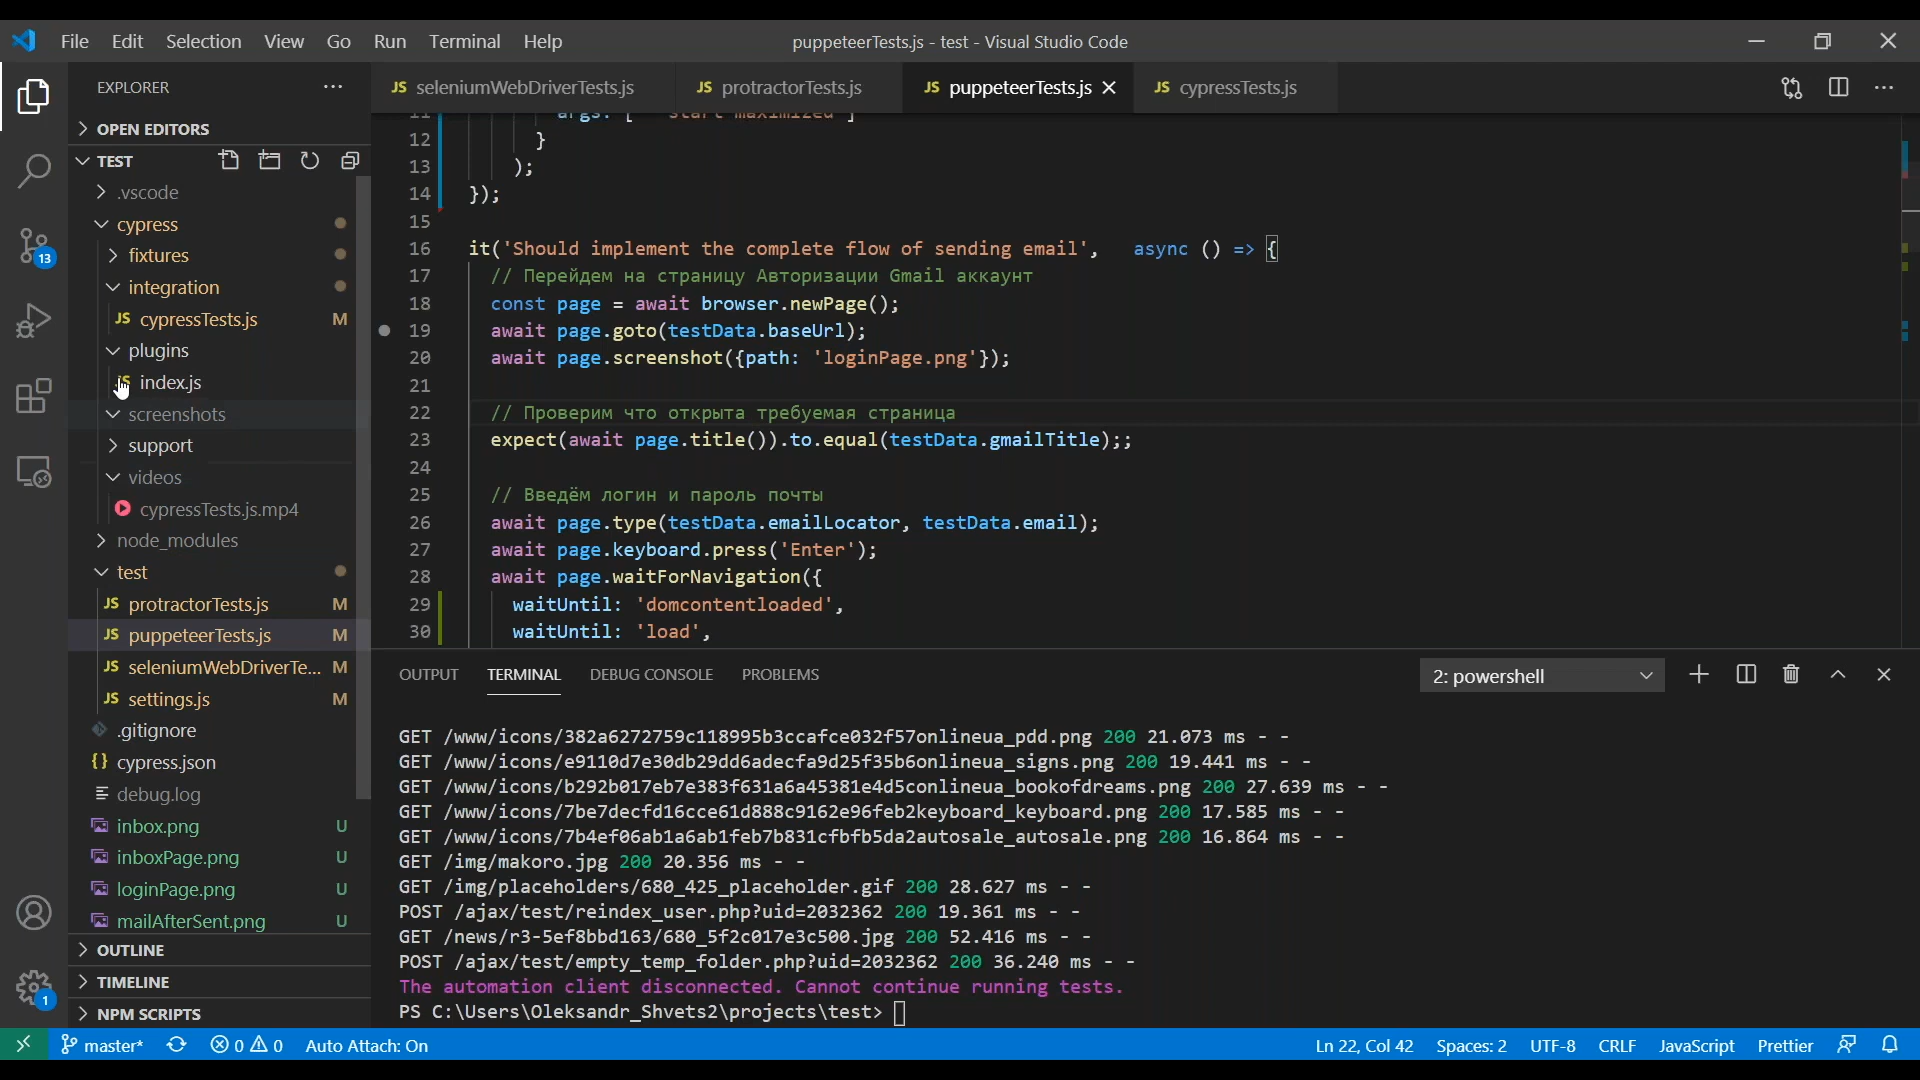 File Edit Selection View Go Run Terminal Help
puppeteerTests.js - test - Visual Studio Code
EXPLORER
OPEN EDITORS
TEST
.vscode
cypress
fixtures
integration
JS cypressTests.js M
plugins
index.js
screenshots
support
videos
cypressTests.js.mp4
node_modules
test
JS protractorTests.js M
JS puppeteerTests.js M
JS seleniumWebDriverTe... M
JS settings.js M
.gitignore
{} cypress.json
debug.log
inbox.png U
inboxPage.png U
loginPage.png U
mailAfterSent.png U
OUTLINE
TIMELINE
NPM SCRIPTS
13
1
JS seleniumWebDriverTests.js JS protractorTests.js JS puppeteerTests.js JS cypressTests.js
12 }
13 );
14 });
15
16 it('Should implement the complete flow of sending email', async () => {
17 // Перейдем на страницу Авторизации Gmail аккаунт
18 const page = await browser.newPage();
19 await page.goto(testData.baseUrl);
20 await page.screenshot({path: 'loginPage.png'});
21
22 // Проверим что открыта требуемая страница
23 expect(await page.title()).to.equal(testData.gmailTitle);;
24
25 // Введём логин и пароль почты
26 await page.type(testData.emailLocator, testData.email);
27 await page.keyboard.press('Enter');
28 await page.waitForNavigation({
29 waitUntil: 'domcontentloaded',
30 waitUntil: 'load',
OUTPUT TERMINAL DEBUG CONSOLE PROBLEMS
2: powershell
GET /www/icons/382a6272759c118995b3ccafce032f57onlineua_pdd.png 200 21.073 ms - -
GET /www/icons/e9110d7e30db29dd6adecfa9d25f35b6onlineua_signs.png 200 19.441 ms - -
GET /www/icons/b292b017eb7e383f631a6a45381e4d5conlineua_bookofdreams.png 200 27.639 ms - -
GET /www/icons/7be7decfd16cce61d888c9162e96feb2keyboard_keyboard.png 200 17.585 ms - -
GET /www/icons/7b4ef06ab1a6ab1feb7b831cfbfb5da2autosale_autosale.png 200 16.864 ms - -
GET /img/makoro.jpg 200 20.356 ms - -
GET /img/placeholders/680_425_placeholder.gif 200 28.627 ms - -
POST /ajax/test/reindex_user.php?uid=2032362 200 19.361 ms - -
GET /news/r3-5ef8bbd163/680_5f2c017e3c500.jpg 200 52.416 ms - -
POST /ajax/test/empty_temp_folder.php?uid=2032362 200 36.240 ms - -
The automation client disconnected. Cannot continue running tests.
PS C:\Users\Oleksandr_Shvets2\projects\test>
master* 0 0 Auto Attach: On
Ln 22, Col 42 Spaces: 2 UTF-8 CRLF JavaScript Prettier